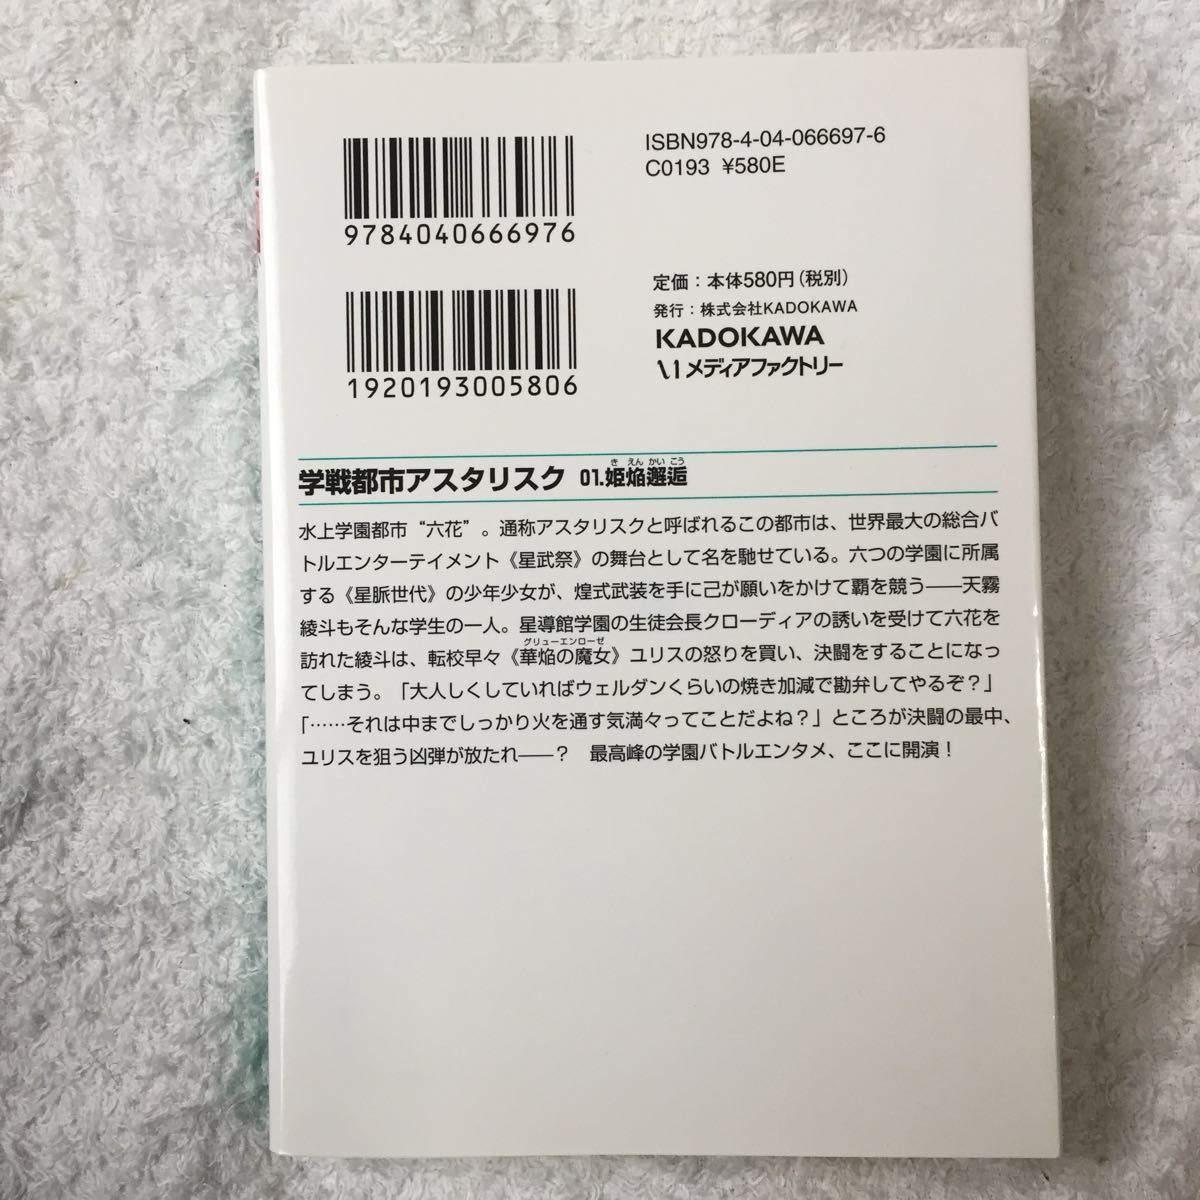 ISBN978-4-04-066697-6
C0193 ¥580E
9784040666976
定価：本体580円（税別）
発行：株式会社KADOKAWA
KADOKAWA
メディアファクトリー
1920193005806
き えん かい こう
学戦都市アスタリスク 01.姫焔邂逅
水上学園都市“六花”。通称アスタリスクと呼ばれるこの都市は、世界最大の総合バ
トルエンターテイメント《星武祭》の舞台として名を馳せている。六つの学園に所属
する《星脈世代》の少年少女が、煌式武装を手に己が願いをかけて覇を競う――天霧
綾斗もそんな学生の一人。星導館学園の生徒会長クローディアの誘いを受けて六花を
グリューエンローゼ
訪れた綾斗は、転校早々《華焔の魔女》ユリスの怒りを買い、決闘をすることになっ
てしまう。「大人しくしていればウェルダンくらいの焼き加減で勘弁してやるぞ？」
「……それは中までしっかり火を通す気満々ってことだよね？」ところが決闘の最中、
ユリスを狙う凶弾が放たれ――？　最高峰の学園バトルエンタメ、ここに開演！